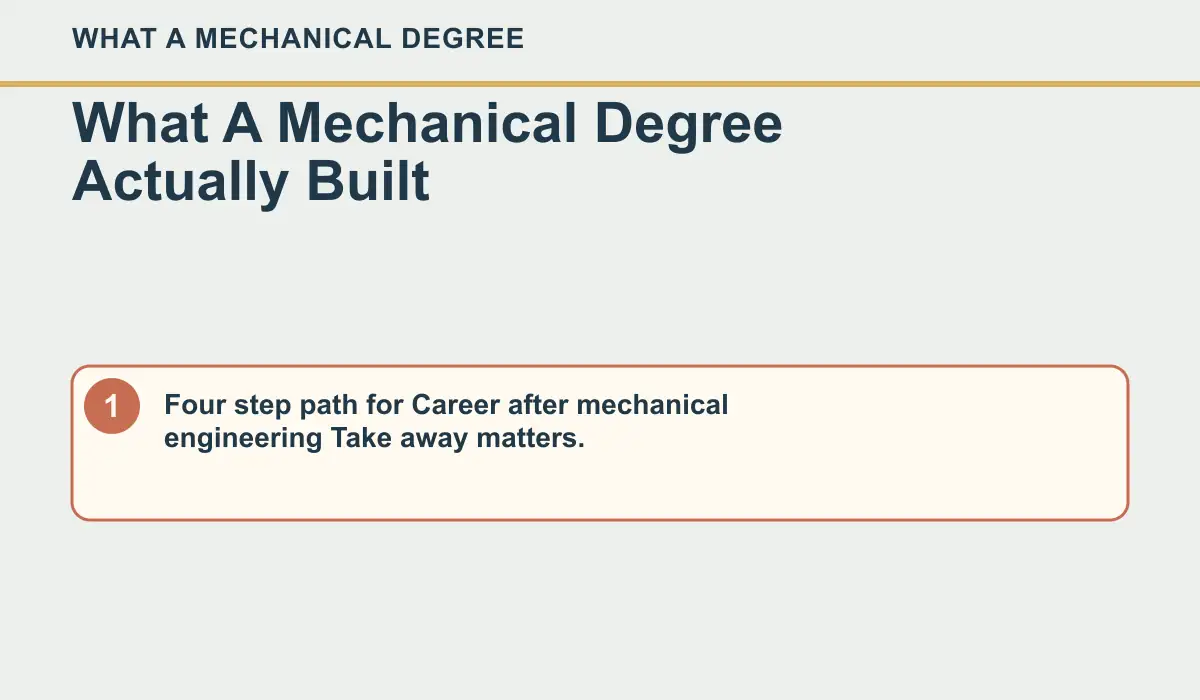 WHAT A MECHANICAL DEGREE
What A Mechanical Degree
Actually Built
1
Four step path for Career after mechanical
engineering Take away matters.